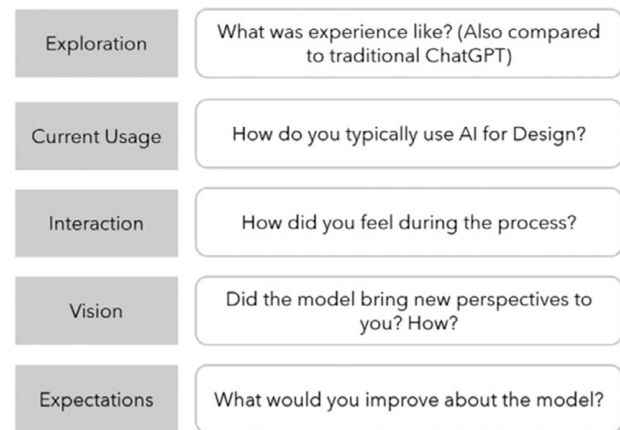 Exploration
What was experience like? (Also compared
to traditional ChatGPT)
Current Usage
How do you typically use AI for Design?
Interaction
How did you feel during the process?
Vision
Did the model bring new perspectives to
you? How?
Expectations
What would you improve about the model?